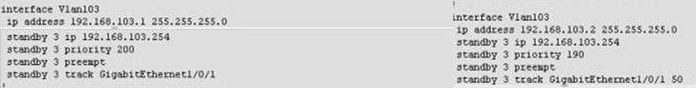 interface Vlan103
ip address 192.168.103.1 255.255.255.0
standby 3 ip 192.168.103.254
standby 3 priority 200
standby 3 preempt
standby 3 track GigabitEthernet1/0/1
!
interface Vlan103
ip address 192.168.103.2 255.255.255.0
standby 3 ip 192.168.103.254
standby 3 priority 190
standby 3 preempt
standby 3 track GigabitEthernet1/0/1 50